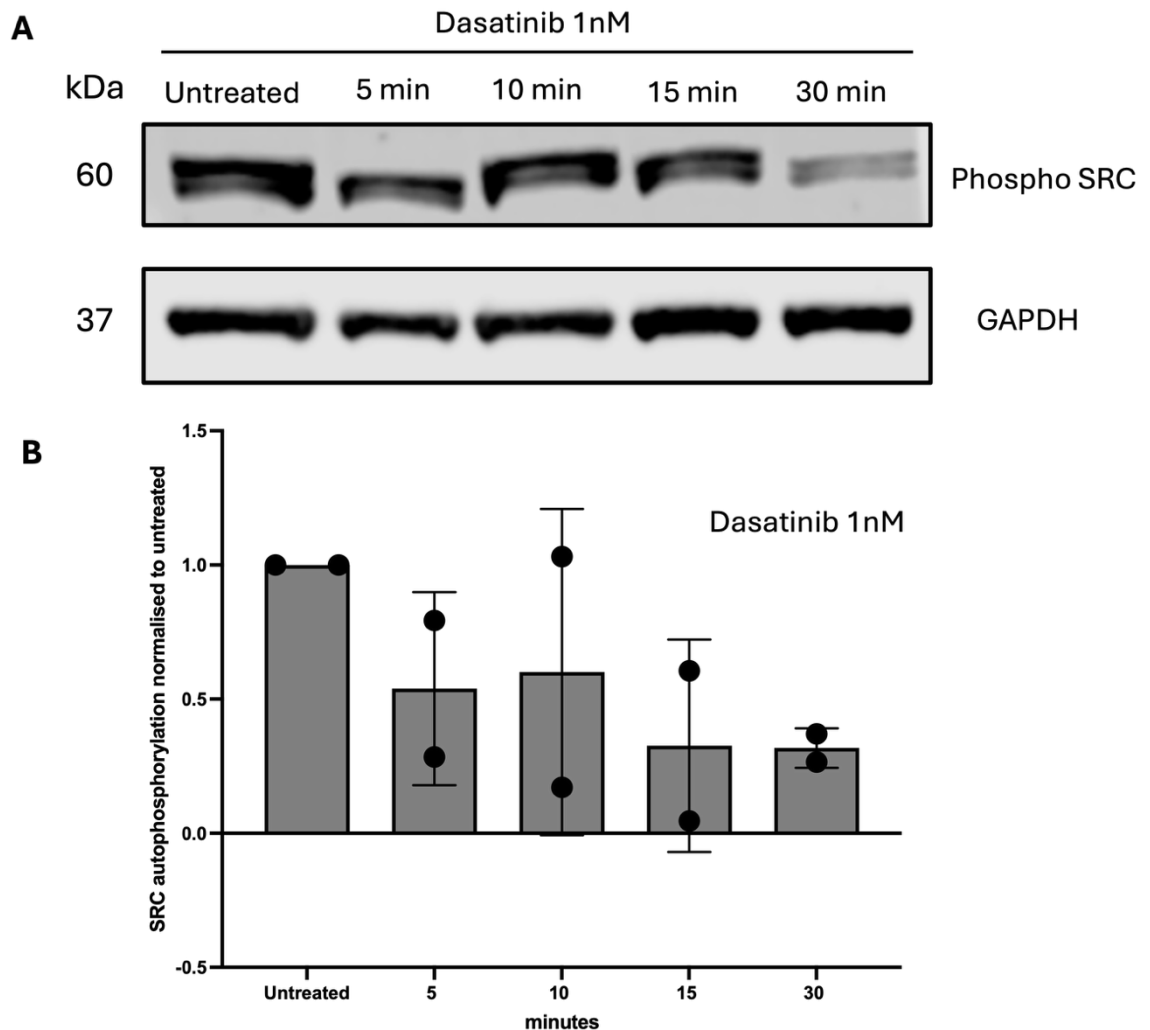 A
Dasatinib 1nM
kDa Untreated 5 min 10 min 15 min 30 min
60 Phospho SRC
37 GAPDH
B
SRC autophosphorylation normalised to untreated
1.5
1.0
0.5
0.0
-0.5
Dasatinib 1nM
Untreated 5 10 15 30
minutes